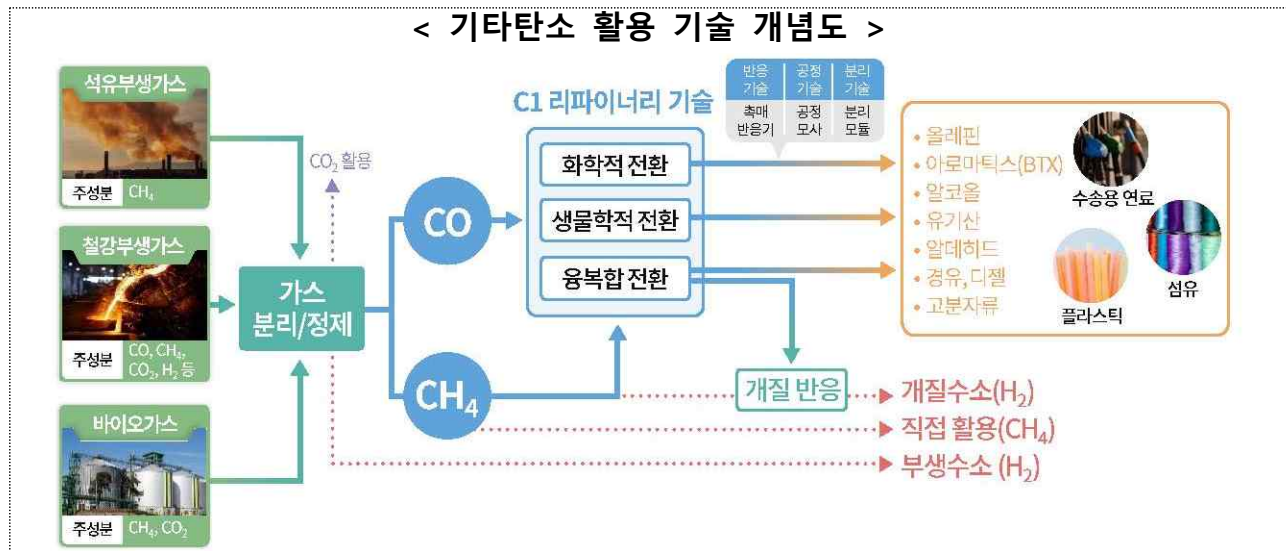 < 기타탄소 활용 기술 개념도 >
석유부생가스
주성분 CH₄
철강부생가스
주성분 CO, CH₄,
CO₂, H₂ 등
바이오가스
주성분 CH₄, CO₂
CO₂ 활용
가스
분리/정제
CO
CH₄
C1 리파이너리 기술
화학적 전환
생물학적 전환
융복합 전환
반응 기술
공정 기술
분리 기술
촉매 반응기
공정 모사
분리 모듈
• 올레핀
• 아로마틱스(BTX)
• 알코올
• 유기산
• 알데히드
• 경유,디젤
• 고분자류
수송용 연료
섬유
플라스틱
개질 반응
개질수소(H₂)
직접 활용(CH₄)
부생수소 (H₂)